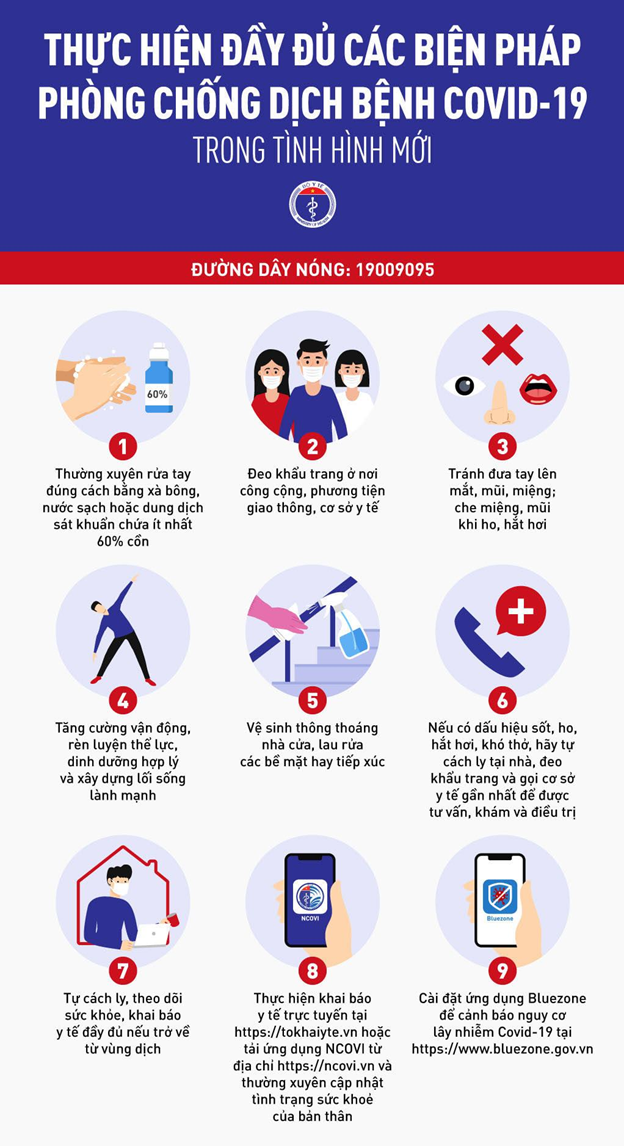 THỰC HIỆN ĐẦY ĐỦ CÁC BIỆN PHÁP
PHÒNG CHỐNG DỊCH BỆNH COVID-19
TRONG TÌNH HÌNH MỚI
BỘ Y TẾ
MINISTRY OF HEALTH
ĐƯỜNG DÂY NÓNG: 19009095
60%
1
Thường xuyên rửa tay
đúng cách bằng xà bông,
nước sạch hoặc dung dịch
sát khuẩn chứa ít nhất
60% cồn
2
Đeo khẩu trang ở nơi
công cộng, phương tiện
giao thông, cơ sở y tế
3
Tránh đưa tay lên
mắt, mũi, miệng;
che miệng, mũi
khi ho, hắt hơi
4
Tăng cường vận động,
rèn luyện thể lực,
dinh dưỡng hợp lý
và xây dựng lối sống
lành mạnh
5
Vệ sinh thông thoáng
nhà cửa, lau rửa
các bề mặt hay tiếp xúc
6
Nếu có dấu hiệu sốt, ho,
hắt hơi, khó thở, hãy tự
cách ly tại nhà, đeo
khẩu trang và gọi cơ sở
y tế gần nhất để được
tư vấn, khám và điều trị
7
Tự cách ly, theo dõi
sức khỏe, khai báo
y tế đầy đủ nếu trở về
từ vùng dịch
NCOVI
8
Thực hiện khai báo
y tế trực tuyến tại
https://tokhaiyte.vn hoặc
tải ứng dụng NCOVI từ
địa chỉ https://ncovi.vn và
thường xuyên cập nhật
tình trạng sức khoẻ
của bản thân
Bluezone
9
Cài đặt ứng dụng Bluezone
để cảnh báo nguy cơ
lây nhiễm Covid-19 tại
https://www.bluezone.gov.vn